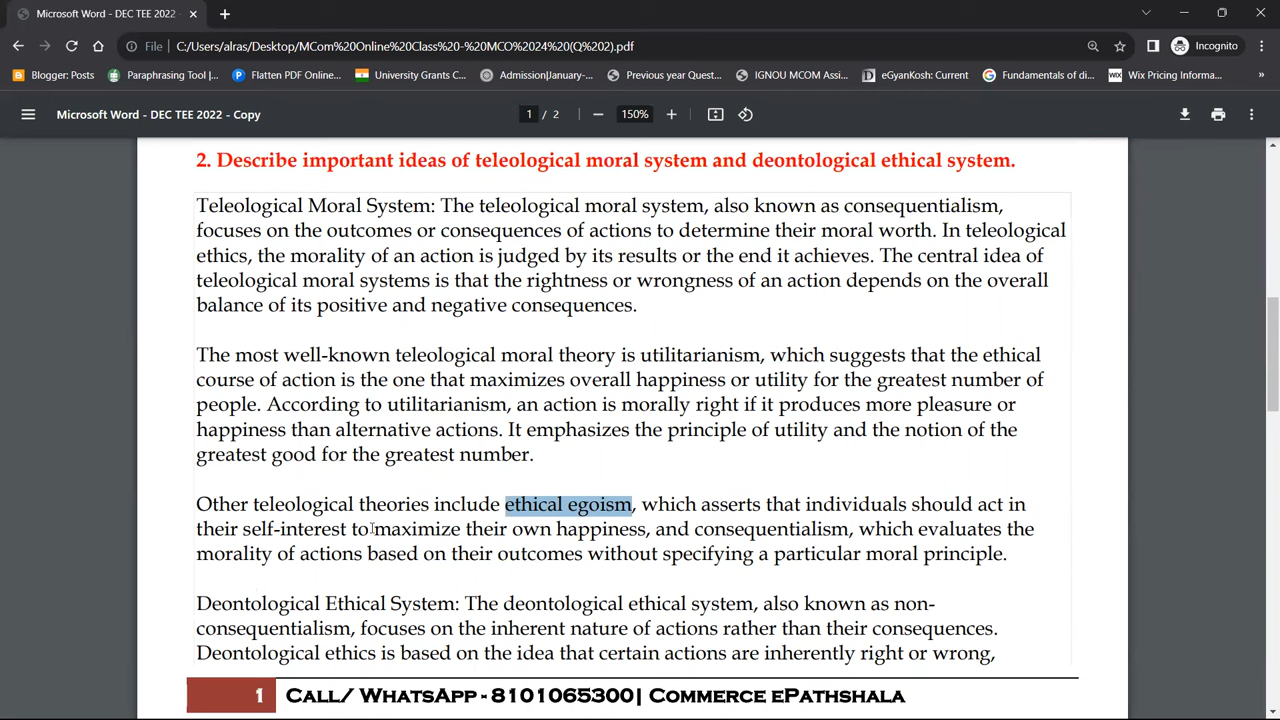 Microsoft Word - DEC TEE 2022 -
Incognito
File
C:/Users/alras/Desktop/MCom%20Online%20Class%20-%20MCO%2024%20(Q%202).pdf
Blogger: Posts
Paraphrasing Tool |...
Flatten PDF Online...
University Grants C...
Admission|January-...
Previous year Quest...
IGNOU MCOM Assi...
eGyanKosh: Current
Fundamentals of di...
Wix Pricing Informa...
Microsoft Word - DEC TEE 2022 - Copy
1 / 2
150%
2. Describe important ideas of teleological moral system and deontological ethical system.
Teleological Moral System: The teleological moral system, also known as consequentialism,
focuses on the outcomes or consequences of actions to determine their moral worth. In teleological
ethics, the morality of an action is judged by its results or the end it achieves. The central idea of
teleological moral systems is that the rightness or wrongness of an action depends on the overall
balance of its positive and negative consequences.
The most well-known teleological moral theory is utilitarianism, which suggests that the ethical
course of action is the one that maximizes overall happiness or utility for the greatest number of
people. According to utilitarianism, an action is morally right if it produces more pleasure or
happiness than alternative actions. It emphasizes the principle of utility and the notion of the
greatest good for the greatest number.
Other teleological theories include ethical egoism, which asserts that individuals should act in
their self-interest to maximize their own happiness, and consequentialism, which evaluates the
morality of actions based on their outcomes without specifying a particular moral principle.
Deontological Ethical System: The deontological ethical system, also known as non-
consequentialism, focuses on the inherent nature of actions rather than their consequences.
Deontological ethics is based on the idea that certain actions are inherently right or wrong,
1
Call/ WhatsApp - 8101065300| Commerce ePathshala